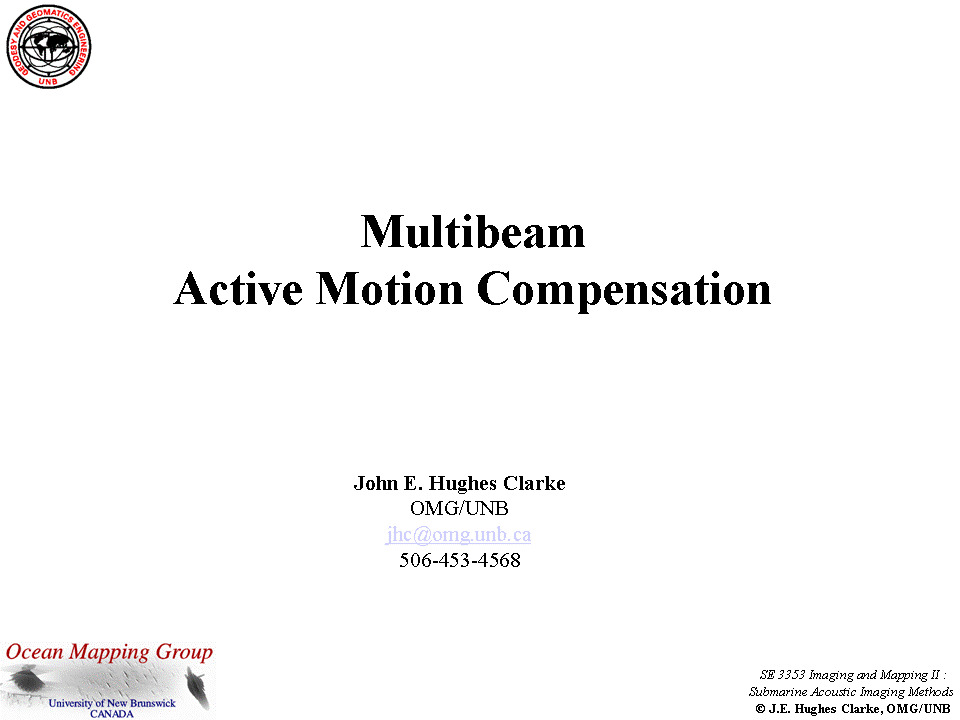 GEODESY AND GEOMATICS ENGINEERING
UNB
Multibeam
Active Motion Compensation
John E. Hughes Clarke
OMG/UNB
jhc@omg.unb.ca
506-453-4568
Ocean Mapping Group
University of New Brunswick
CANADA
SE 3353 Imaging and Mapping II :
Submarine Acoustic Imaging Methods
© J.E. Hughes Clarke, OMG/UNB